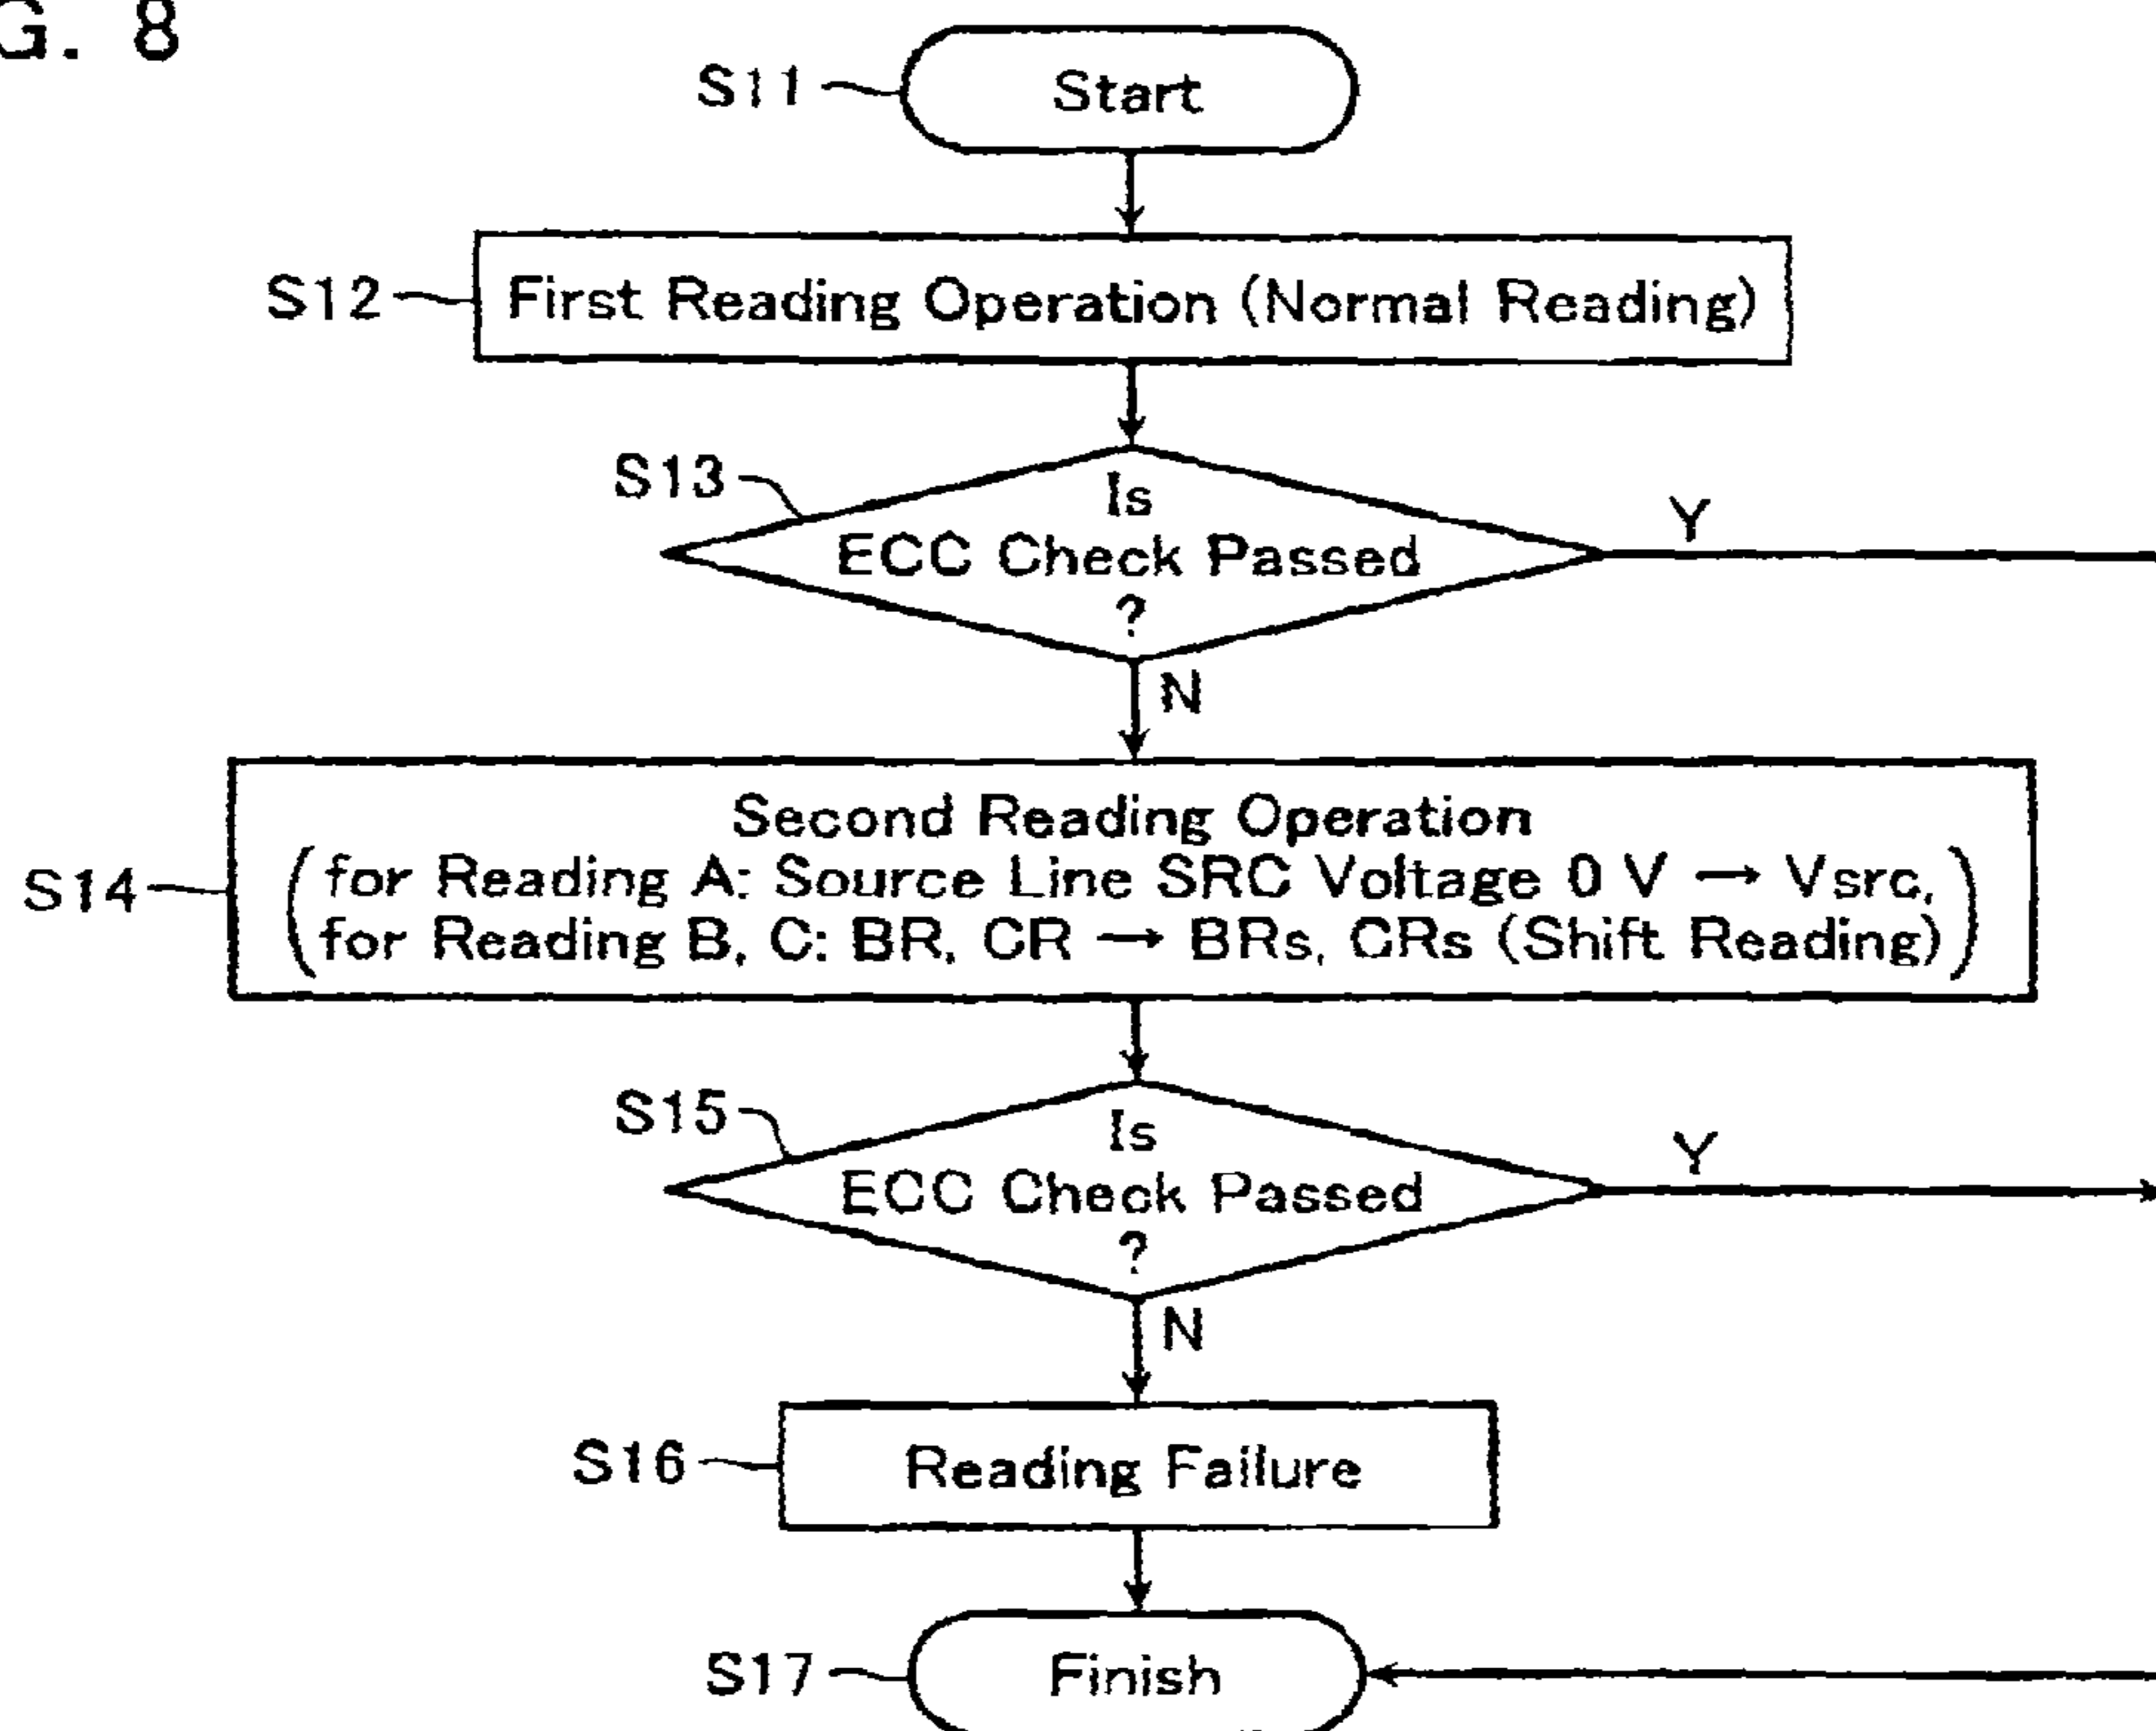 G. 8
S11
Start
S12
First Reading Operation (Normal Reading)
S13
Is
ECC Check Passed
?
Y
N
S14
Second Reading Operation
(for Reading A: Source Line SRC Voltage 0 V → Vsrc,
for Reading B, C: BR, CR → BRs, CRs (Shift Reading))
S15
Is
ECC Check Passed
?
Y
N
S16
Reading Failure
S17
Finish